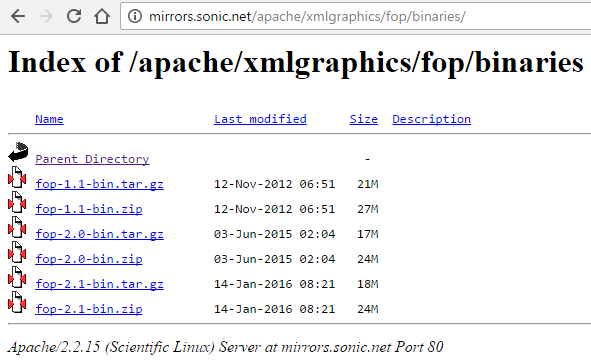 mirrors.sonic.net/apache/xmlgraphics/fop/binaries/
Index of /apache/xmlgraphics/fop/binaries
Name Last modified Size Description
Parent Directory -
fop-1.1-bin.tar.gz 12-Nov-2012 06:51 21M
fop-1.1-bin.zip 12-Nov-2012 06:51 27M
fop-2.0-bin.tar.gz 03-Jun-2015 02:04 17M
fop-2.0-bin.zip 03-Jun-2015 02:04 24M
fop-2.1-bin.tar.gz 14-Jan-2016 08:21 18M
fop-2.1-bin.zip 14-Jan-2016 08:21 24M
Apache/2.2.15 (Scientific Linux) Server at mirrors.sonic.net Port 80